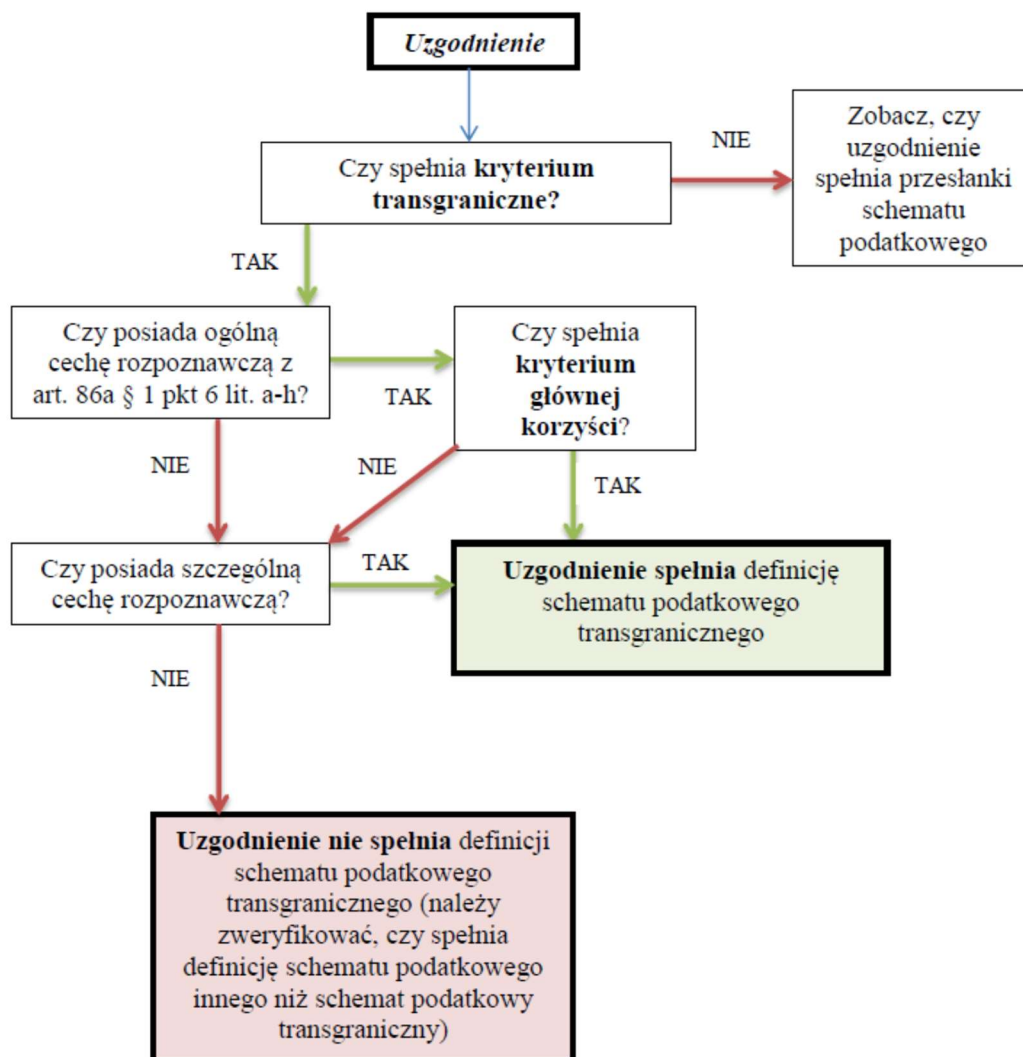 Uzgodnienie
Czy spełnia kryterium
transgraniczne?
NIE
Zobacz, czy
uzgodnienie
spełnia przesłanki
schematu
podatkowego
TAK
Czy posiada ogólną
cechę rozpoznawczą z
art. 86a § 1 pkt 6 lit. a-h?
TAK
Czy spełnia
kryterium
głównej
korzyści?
NIE
NIE
TAK
Czy posiada szczególną
cechę rozpoznawczą?
TAK
Uzgodnienie spełnia definicję
schematu podatkowego
transgranicznego
NIE
Uzgodnienie nie spełnia definicji
schematu podatkowego
transgranicznego (należy
zweryfikować, czy spełnia
definicję schematu podatkowego
innego niż schemat podatkowy
transgraniczny)